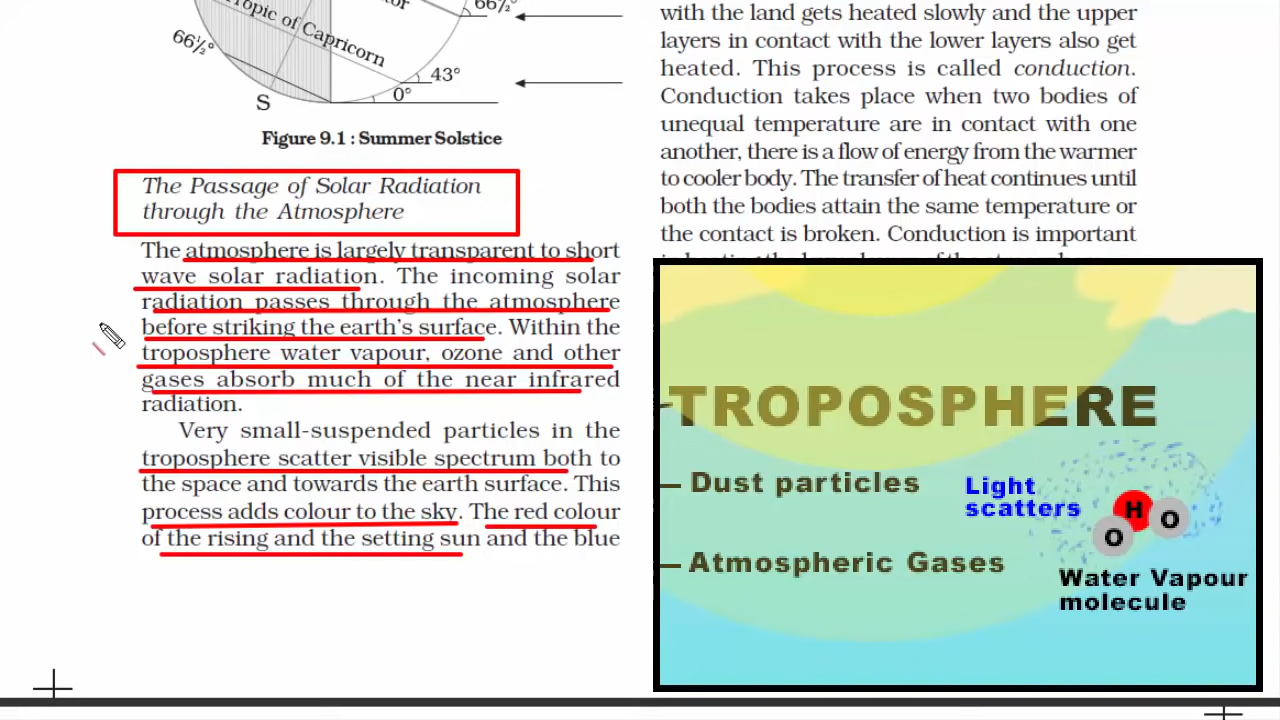 66½°
Tropic of Capricorn
66½°
43°
0°
S
Figure 9.1 : Summer Solstice
The Passage of Solar Radiation
through the Atmosphere
The atmosphere is largely transparent to short
wave solar radiation. The incoming solar
radiation passes through the atmosphere
before striking the earth's surface. Within the
troposphere water vapour, ozone and other
gases absorb much of the near infrared
radiation.
Very small-suspended particles in the
troposphere scatter visible spectrum both to
the space and towards the earth surface. This
process adds colour to the sky. The red colour
of the rising and the setting sun and the blue
with the land gets heated slowly and the upper
layers in contact with the lower layers also get
heated. This process is called conduction.
Conduction takes place when two bodies of
unequal temperature are in contact with one
another, there is a flow of energy from the warmer
to cooler body. The transfer of heat continues until
both the bodies attain the same temperature or
the contact is broken. Conduction is important
TROPOSPHERE
Dust particles
Atmospheric Gases
Light
scatters
H
O
O
Water Vapour
molecule